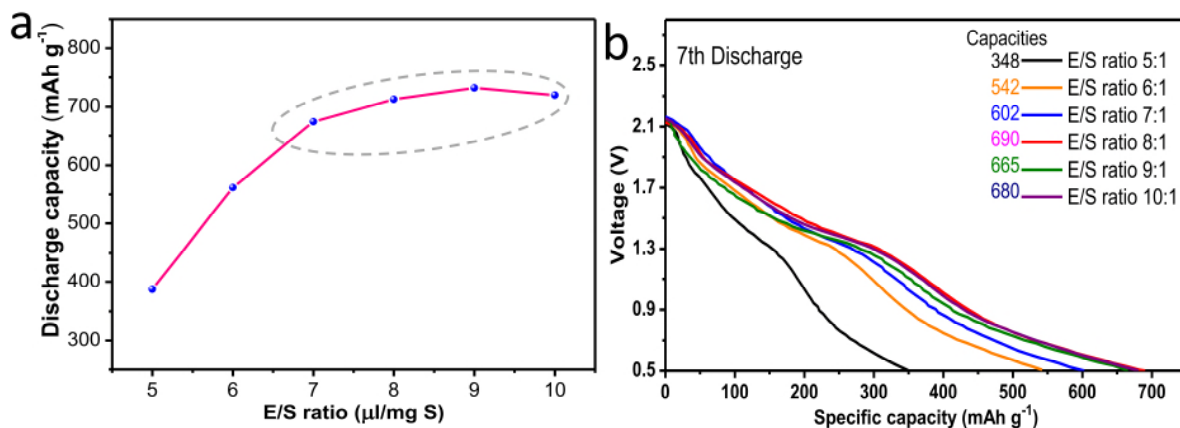 a
Discharge capacity (mAh g-1)
800
700
600
500
400
300
5 6 7 8 9 10
E/S ratio (μl/mg S)
b
7th Discharge
Capacities
348 E/S ratio 5:1
542 E/S ratio 6:1
602 E/S ratio 7:1
690 E/S ratio 8:1
665 E/S ratio 9:1
680 E/S ratio 10:1
Voltage (V)
2.5
2.1
1.7
1.3
0.9
0.5
0 100 200 300 400 500 600 700
Specific capacity (mAh g-1)